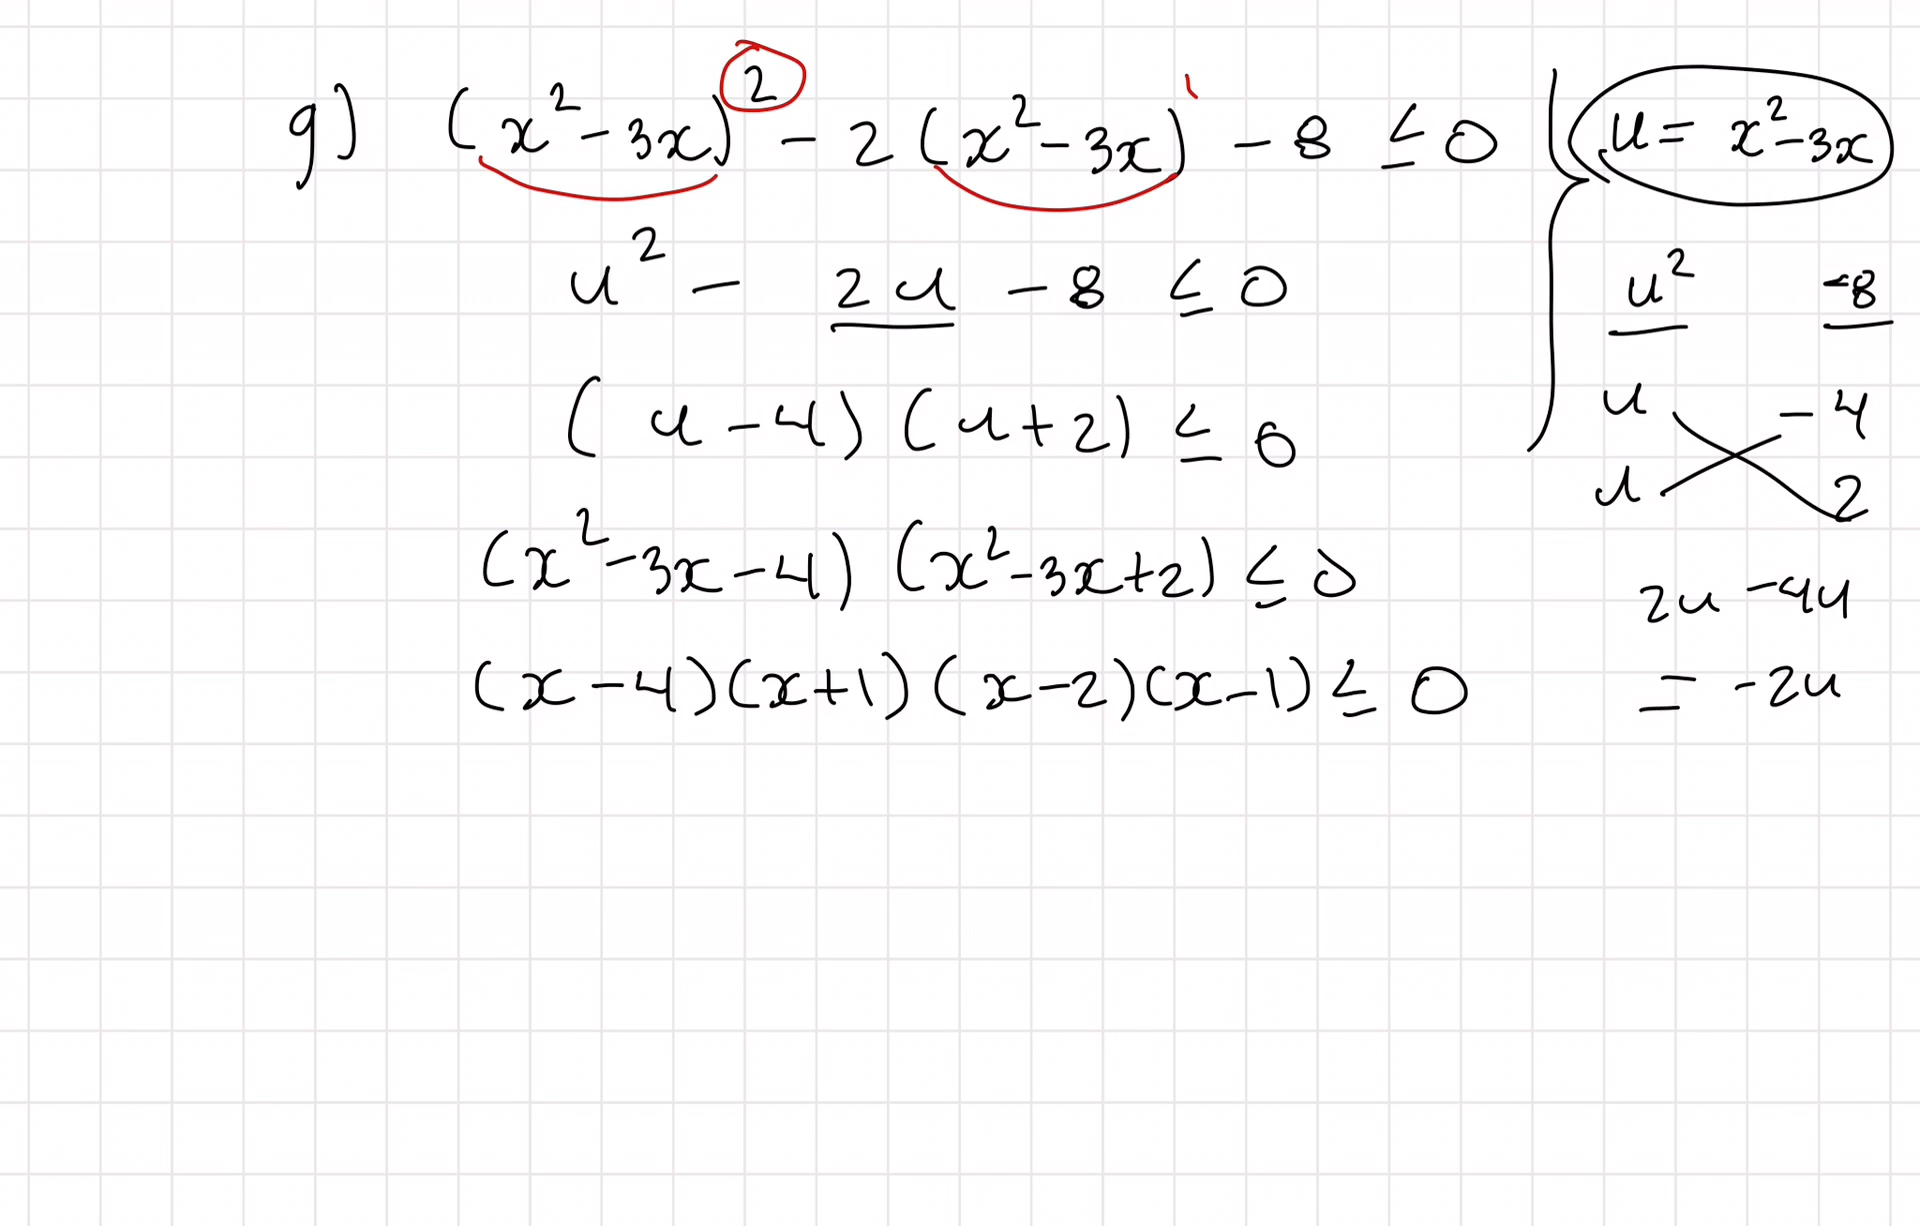 g) (x²-3x)² - 2(x²-3x)¹ - 8 ≤ 0
u² - 2u - 8 ≤ 0
(u-4)(u+2) ≤ 0
(x²-3x-4)(x²-3x+2) ≤ 0
(x-4)(x+1)(x-2)(x-1) ≤ 0
u = x²-3x
u² -8
u -4
u 2
2u -4u
= -2u